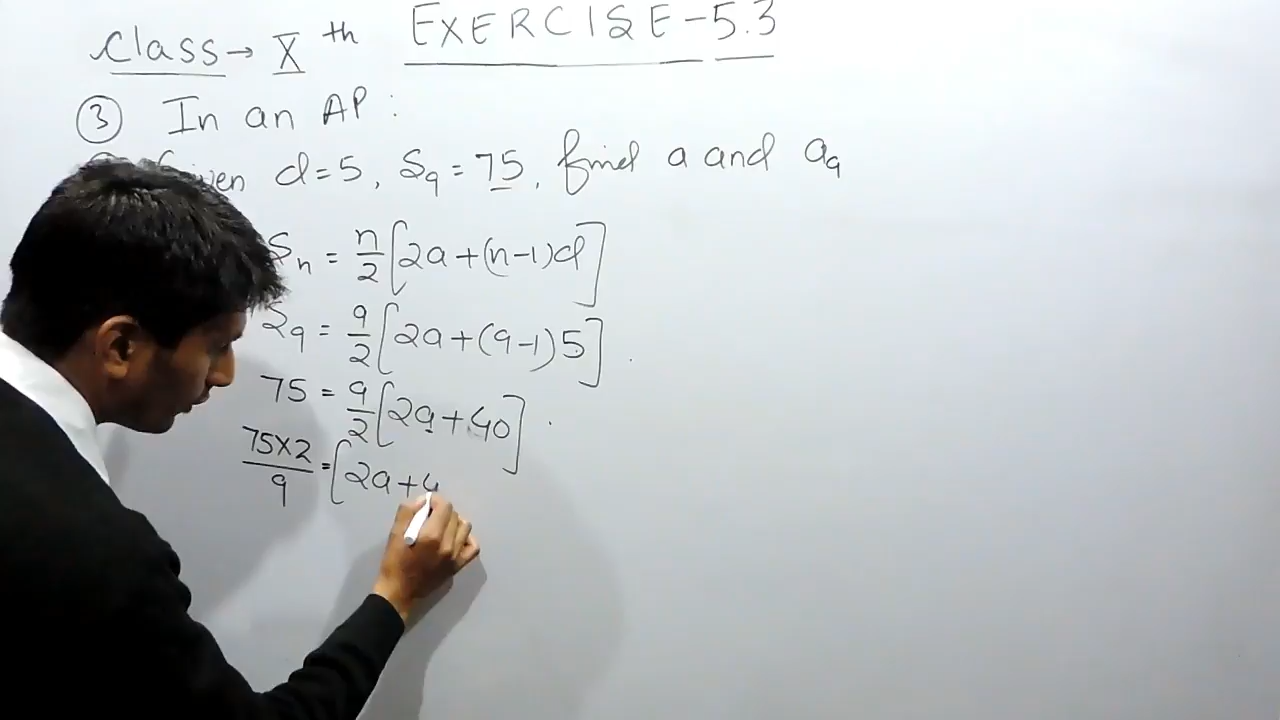 Class → Xth EXERCISE-5.3
③ In an AP:
d=5, S9 = 75, find a and a9
Sn = n/2[2a+(n-1)d]
S9 = 9/2[2a+(9-1)5]
75 = 9/2[2a+40]
75×2/9 = [2a+4